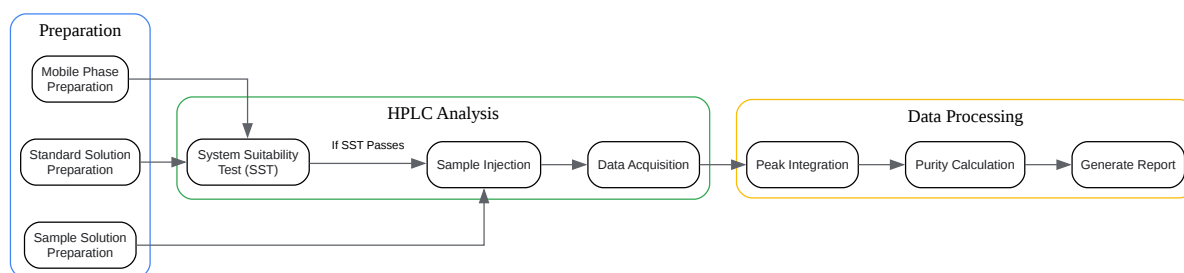 Preparation
Mobile Phase
Preparation
Standard Solution
Preparation
Sample Solution
Preparation
HPLC Analysis
System Suitability
Test (SST)
If SST Passes
Sample Injection
Data Acquisition
Data Processing
Peak Integration
Purity Calculation
Generate Report